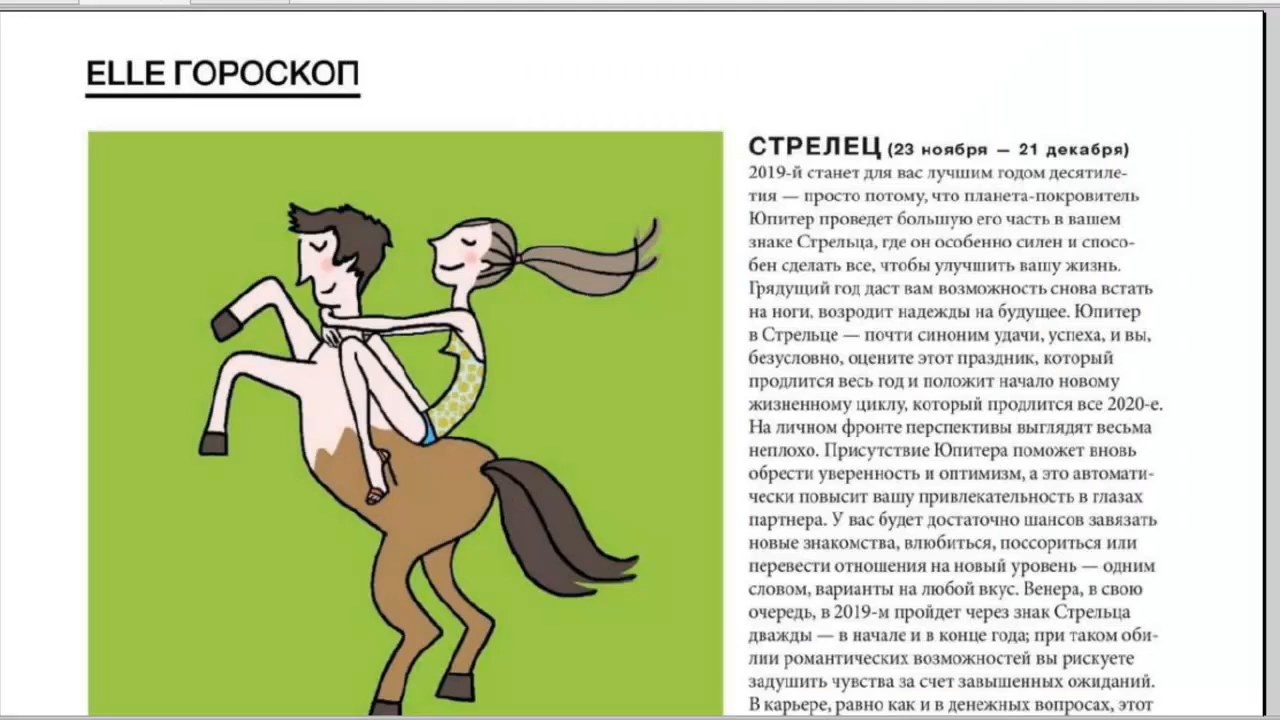 ELLE ГОРОСКОП
СТРЕЛЕЦ (23 ноября — 21 декабря)
2019-й станет для вас лучшим годом десятиле-
тия — просто потому, что планета-покровитель
Юпитер проведет большую его часть в вашем
знаке Стрельца, где он особенно силен и спосо-
бен сделать все, чтобы улучшить вашу жизнь.
Грядущий год даст вам возможность снова встать
на ноги, возродит надежды на будущее. Юпитер
в Стрельце — почти синоним удачи, успеха, и вы,
безусловно, оцените этот праздник, который
продлится весь год и положит начало новому
жизненному циклу, который продлится все 2020-е.
На личном фронте перспективы выглядят весьма
неплохо. Присутствие Юпитера поможет вновь
обрести уверенность и оптимизм, а это автомати-
чески повысит вашу привлекательность в глазах
партнера. У вас будет достаточно шансов завязать
новые знакомства, влюбиться, поссориться или
перевести отношения на новый уровень — одним
словом, варианты на любой вкус. Венера, в свою
очередь, в 2019-м пройдет через знак Стрельца
дважды — в начале и в конце года; при таком оби-
лии романтических возможностей вы рискуете
задушить чувства за счет завышенных ожиданий.
В карьере, равно как и в денежных вопросах, этот